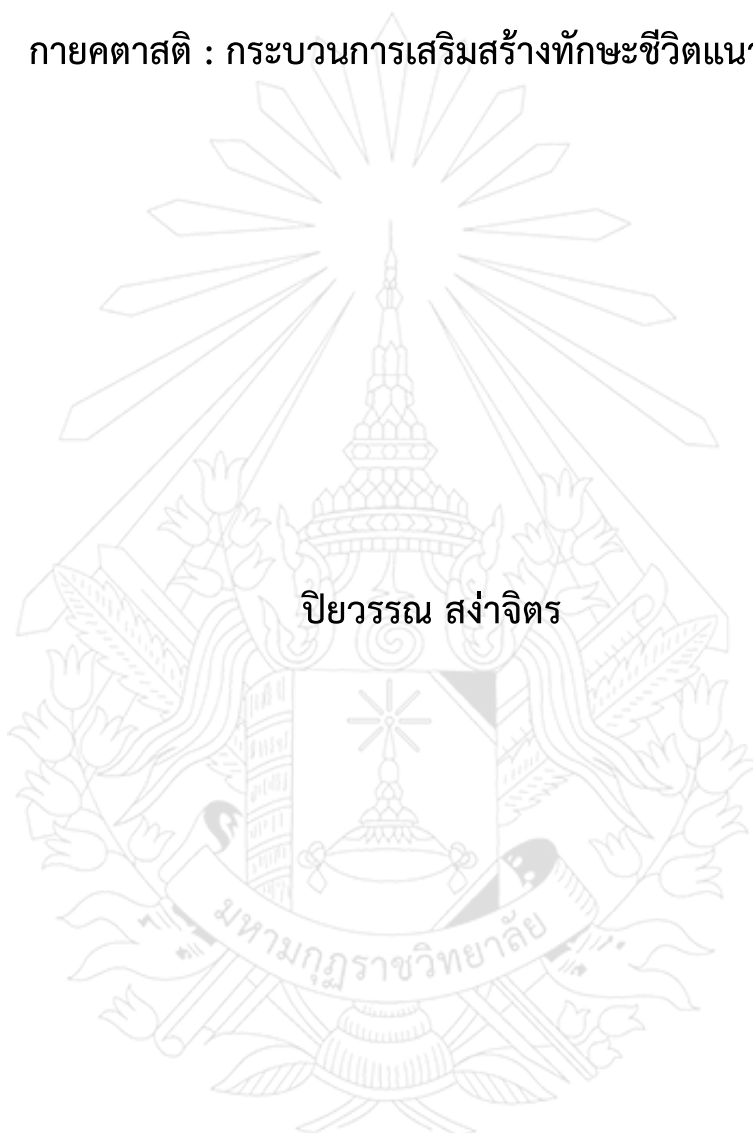 กายคตาสติ : กระบวนการเสริมสร้างทักษะชีวิตแนว
ปิยวรรณ สง่าจิตร
มหามกุฏราชวิทยาลัย